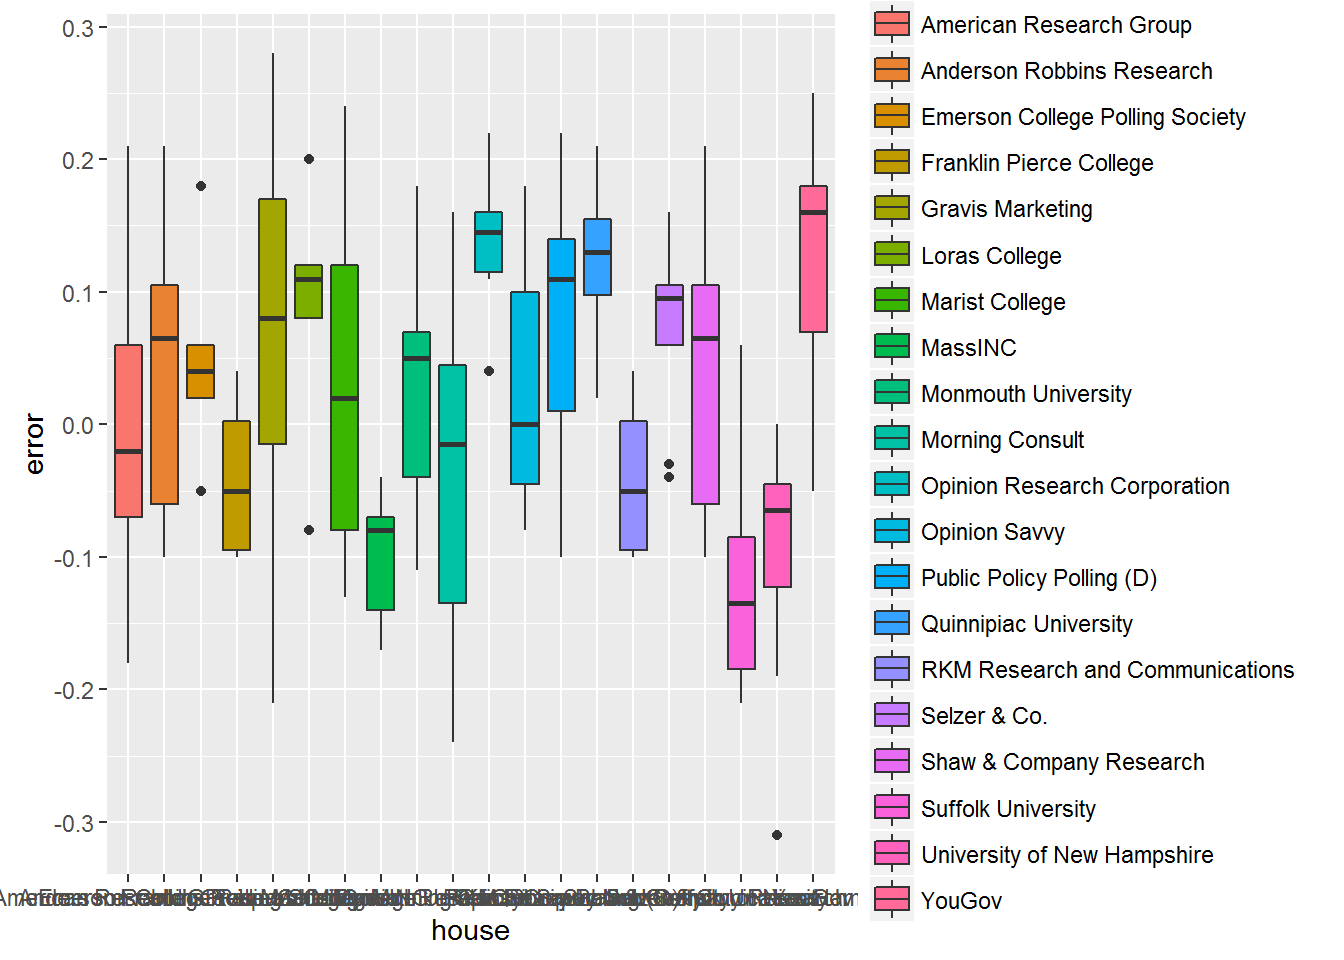 0.3
0.2
0.1
0.0
-0.1
-0.2
-0.3
error
house
American Research Group
Anderson Robbins Research
Emerson College Polling Society
Franklin Pierce College
Gravis Marketing
Loras College
Marist College
MassINC
Monmouth University
Morning Consult
Opinion Research Corporation
Opinion Savvy
Public Policy Polling (D)
Quinnipiac University
RKM Research and Communications
Selzer & Co.
Shaw & Company Research
Suffolk University
University of New Hampshire
YouGov